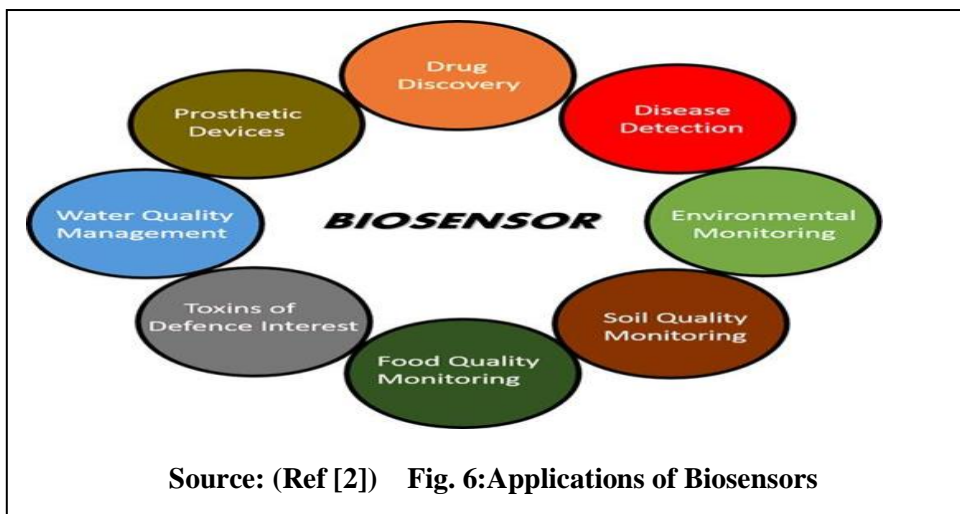 Drug
Discovery
Disease
Detection
Prosthetic
Devices
Water Quality
Management
BIOSENSOR
Environmental
Monitoring
Toxins of
Defence Interest
Soil Quality
Monitoring
Food Quality
Monitoring
Source: (Ref [2]) Fig. 6:Applications of Biosensors